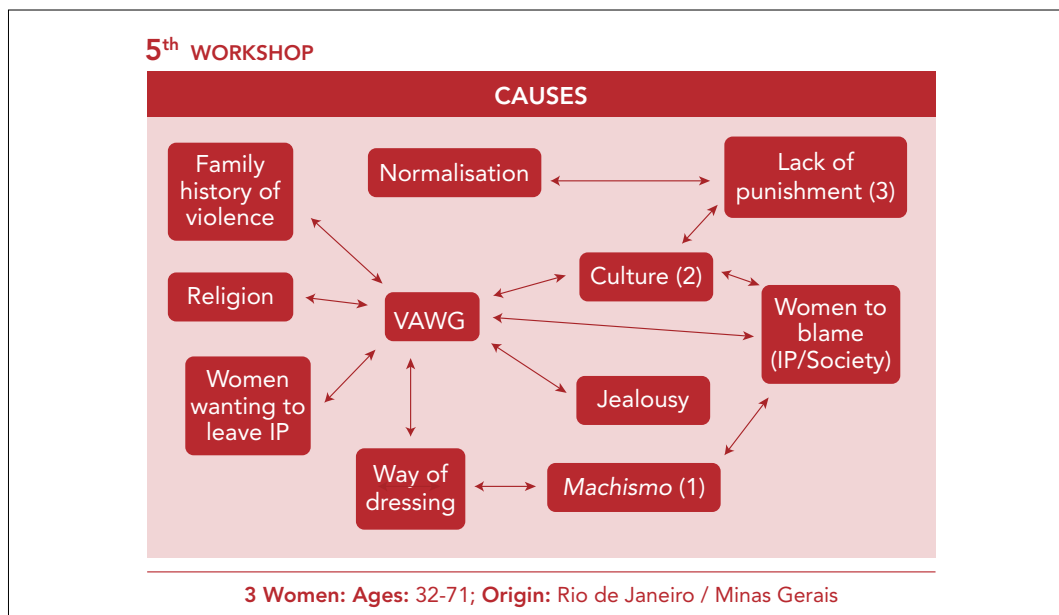 5th WORKSHOP
CAUSES
Family
history of
violence
Normalisation
Lack of
punishment (3)
Religion
VAWG
Culture (2)
Women to
blame
(IP/Society)
Women
wanting to
leave IP
Jealousy
Way of
dressing
Machismo (1)
3 Women: Ages: 32-71; Origin: Rio de Janeiro / Minas Gerais